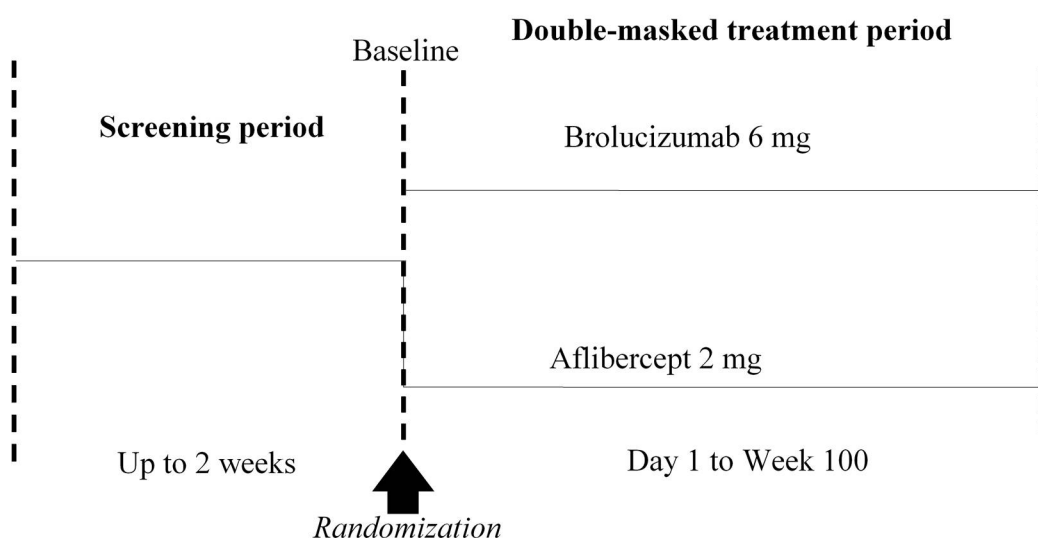 Double-masked treatment period
Baseline
Screening period
Brolucizumab 6 mg
Aflibercept 2 mg
Up to 2 weeks
Day 1 to Week 100
Randomization